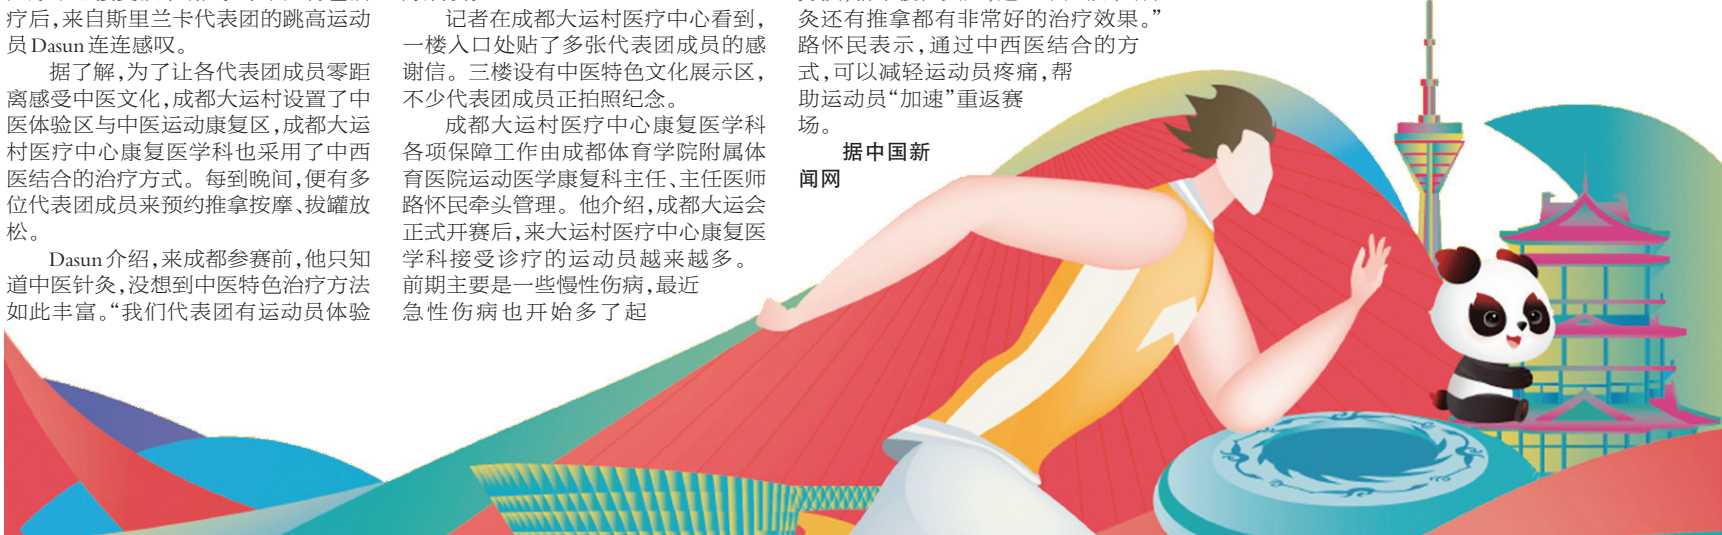 疗后，来自斯里兰卡代表团的跳高运动
员Dasun连连感叹。
据了解，为了让各代表团成员零距
离感受中医文化，成都大运村设置了中
医体验区与中医运动康复区，成都大运
村医疗中心康复医学科也采用了中西
医结合的治疗方式。每到晚间，便有多
位代表团成员来预约推拿按摩、拔罐放
松。
Dasun介绍，来成都参赛前，他只知
道中医针灸，没想到中医特色治疗方法
如此丰富。“我们代表团有运动员体验
记者在成都大运村医疗中心看到，
一楼入口处贴了多张代表团成员的感
谢信。三楼设有中医特色文化展示区，
不少代表团成员正拍照纪念。
成都大运村医疗中心康复医学科
各项保障工作由成都体育学院附属体
育医院运动医学康复科主任、主任医师
路怀民牵头管理。他介绍，成都大运会
正式开赛后，来大运村医疗中心康复医
学科接受诊疗的运动员越来越多。
前期主要是一些慢性伤病，最近
急性伤病也开始多了起
灸还有推拿都有非常好的治疗效果。”
路怀民表示，通过中西医结合的方
式，可以减轻运动员疼痛，帮
助运动员“加速”重返赛
场。
据中国新
闻网